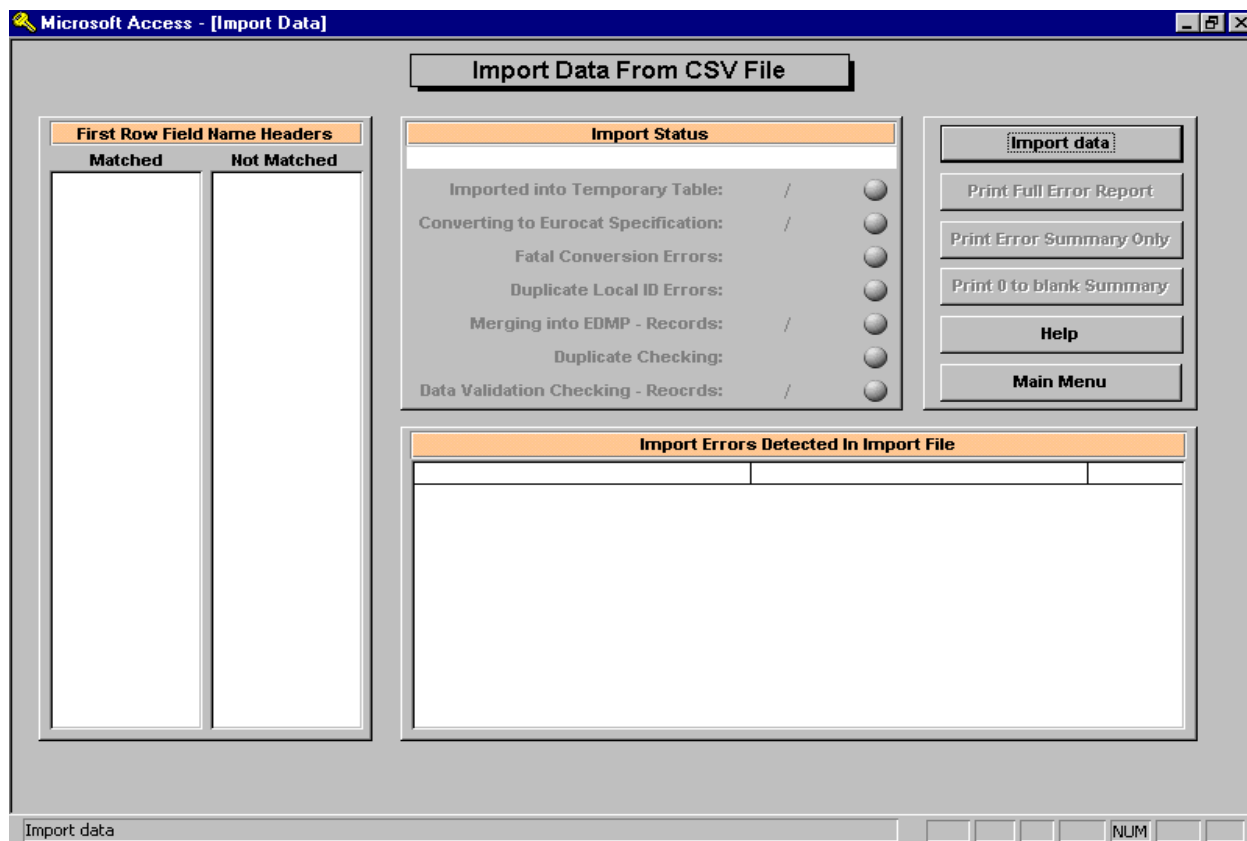 Microsoft Access - [Import Data]
Import Data From CSV File
First Row Field Name Headers
Matched Not Matched
Import Status
Imported into Temporary Table: /
Converting to Eurocat Specification: /
Fatal Conversion Errors:
Duplicate Local ID Errors:
Merging into EDMP - Records: /
Duplicate Checking:
Data Validation Checking - Reocrds: /
Import data
Print Full Error Report
Print Error Summary Only
Print 0 to blank Summary
Help
Main Menu
Import Errors Detected In Import File
Import data
NUM